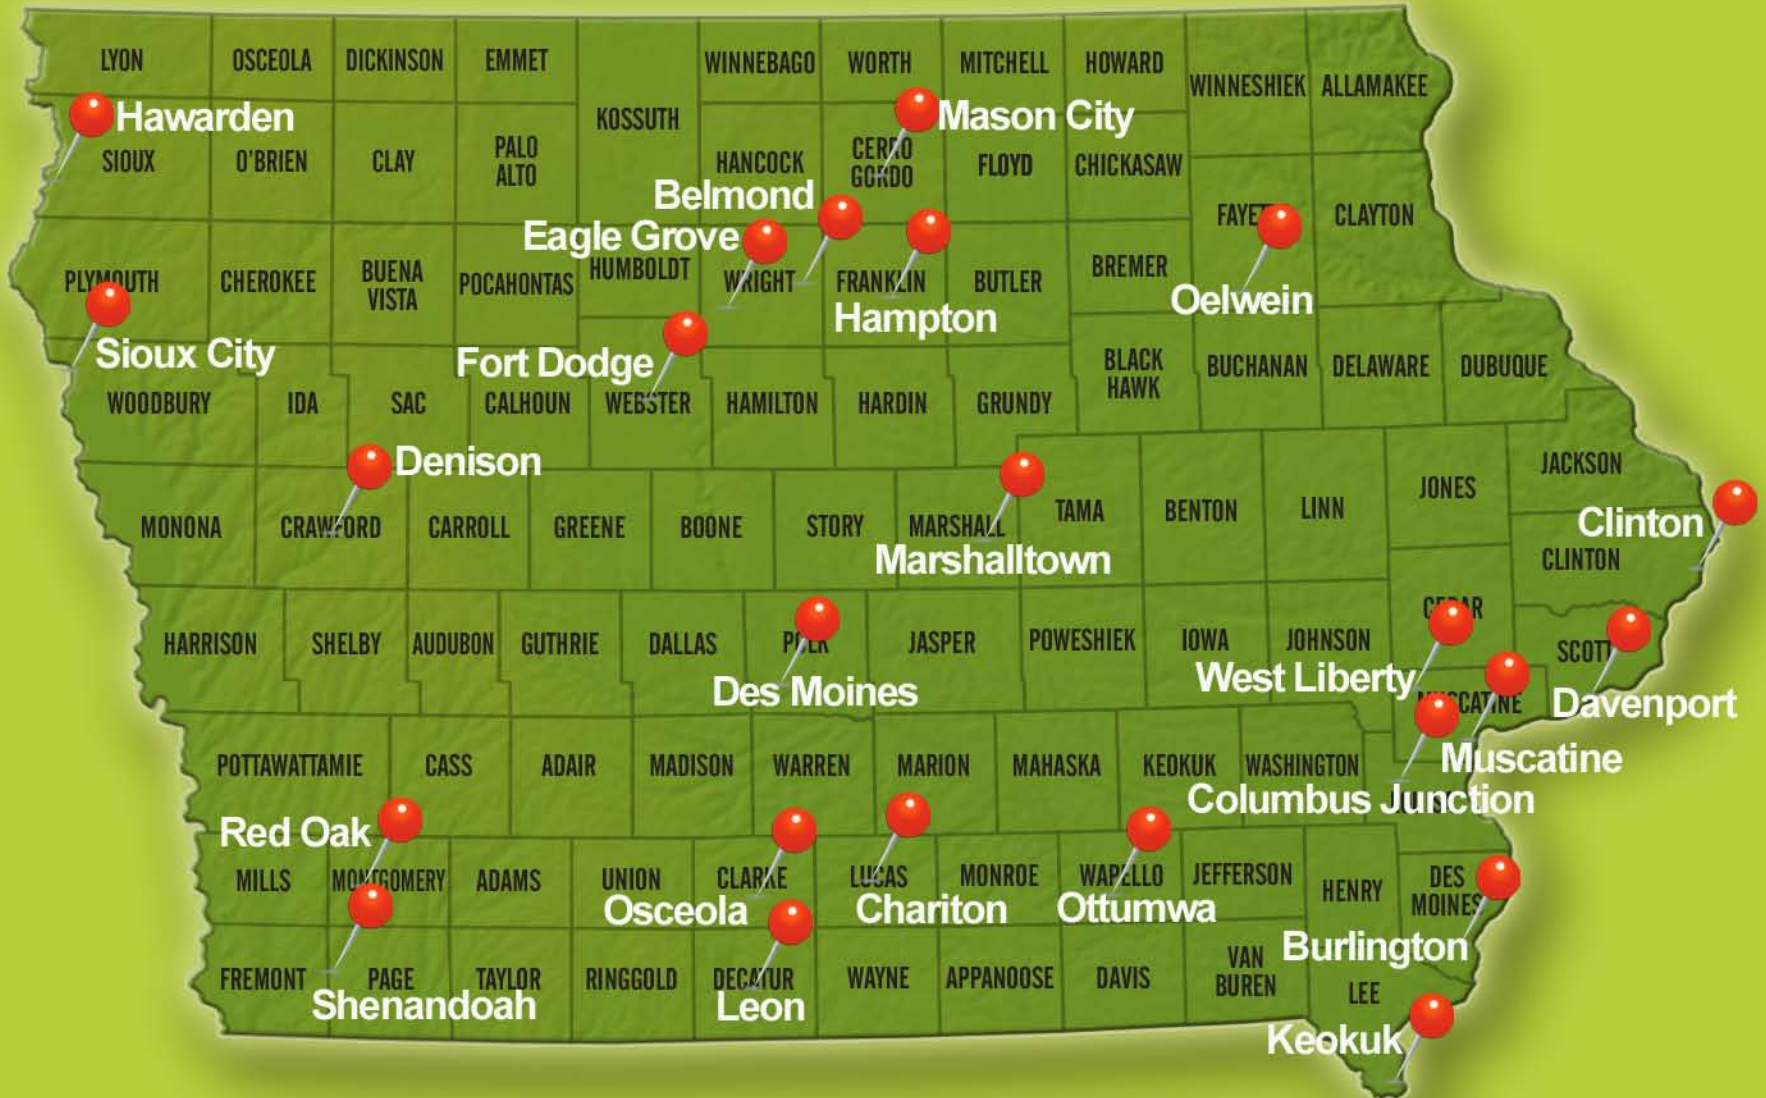 LYON
OSCEOLA
DICKINSON
EMMET
KOSSUTH
WINNEBAGO
WORTH
MITCHELL
HOWARD
WINNESHIEK
ALLAMAKEE
Hawarden
Mason City
SIOUX
O'BRIEN
CLAY
PALO
ALTO
HANCOCK
CERRO
GORDO
FLOYD
CHICKASAW
Belmond
Eagle Grove
FAYETTE
CLAYTON
PLYMOUTH
CHEROKEE
BUENA
VISTA
POCAHONTAS
HUMBOLDT
WRIGHT
FRANKLIN
BUTLER
BREMER
Oelwein
Hampton
Sioux City
Fort Dodge
BLACK
HAWK
BUCHANAN
DELAWARE
DUBUQUE
WOODBURY
IDA
SAC
CALHOUN
WEBSTER
HAMILTON
HARDIN
GRUNDY
Denison
JACKSON
JONES
MONONA
CRAWFORD
CARROLL
GREENE
BOONE
STORY
MARSHALL
TAMA
BENTON
LINN
Clinton
Marshalltown
CLINTON
CEDAR
HARRISON
SHELBY
AUDUBON
GUTHRIE
DALLAS
POLK
JASPER
POWESHIEK
IOWA
JOHNSON
SCOTT
West Liberty
Des Moines
MUSCATINE
Davenport
POTTAWATTAMIE
CASS
ADAIR
MADISON
WARREN
MARION
MAHASKA
KEOKUK
WASHINGTON
Muscatine
Columbus Junction
Red Oak
MILLS
MONTGOMERY
ADAMS
UNION
CLARKE
LUCAS
MONROE
WAPELLO
JEFFERSON
HENRY
DES
MOINES
Osceola
Chariton
Ottumwa
Burlington
FREMONT
PAGE
TAYLOR
RINGGOLD
DECATUR
WAYNE
APPANOOSE
DAVIS
VAN
BUREN
LEE
Shenandoah
Leon
Keokuk